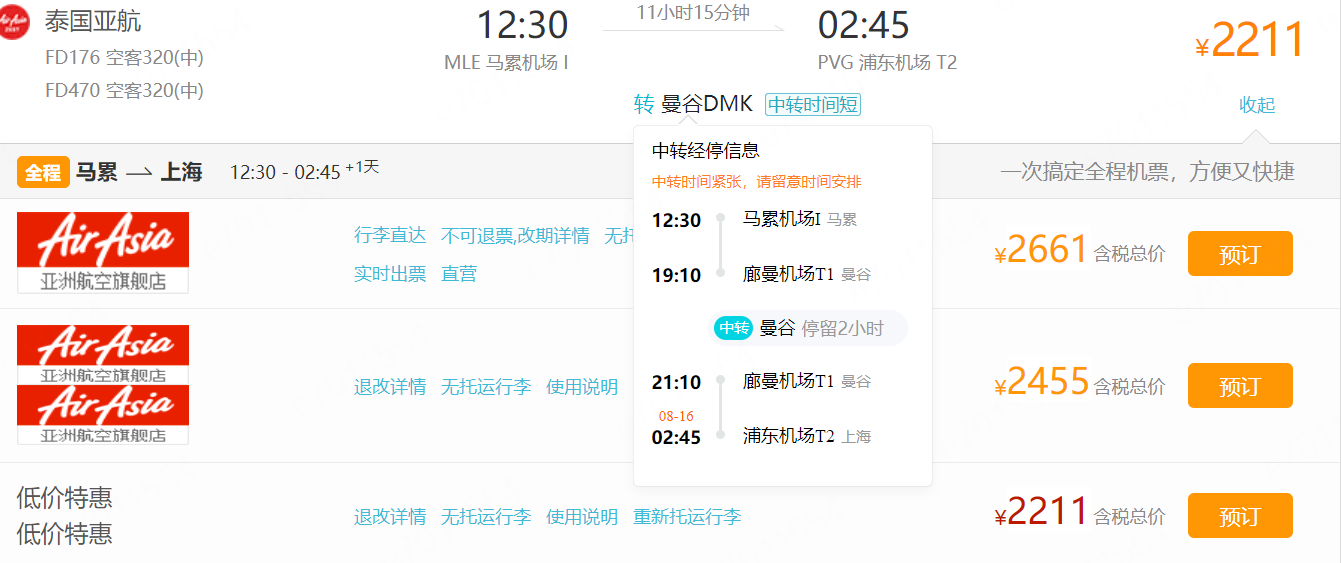 泰国亚航
FD176 空客320(中)
FD470 空客320(中)
12:30
MLE 马累机场 I
11小时15分钟
02:45
PVG 浦东机场 T2
¥2211
转 曼谷DMK 中转时间短
收起
全程 马累 上海 12:30 - 02:45 +1天
一次搞定全程机票，方便又快捷
中转经停信息
中转时间紧张，请留意时间安排
12:30 马累机场I 马累
19:10 廊曼机场T1 曼谷
中转 曼谷 停留2小时
21:10 廊曼机场T1 曼谷
08-16
02:45 浦东机场T2 上海
AirAsia
亚洲航空旗舰店
行李直达 不可退票,改期详情 无托
实时出票 直营
¥2661 含税总价 预订
AirAsia
亚洲航空旗舰店
AirAsia
亚洲航空旗舰店
退改详情 无托运行李 使用说明
¥2455 含税总价 预订
低价特惠
低价特惠
退改详情 无托运行李 使用说明 重新托运行李
¥2211 含税总价 预订